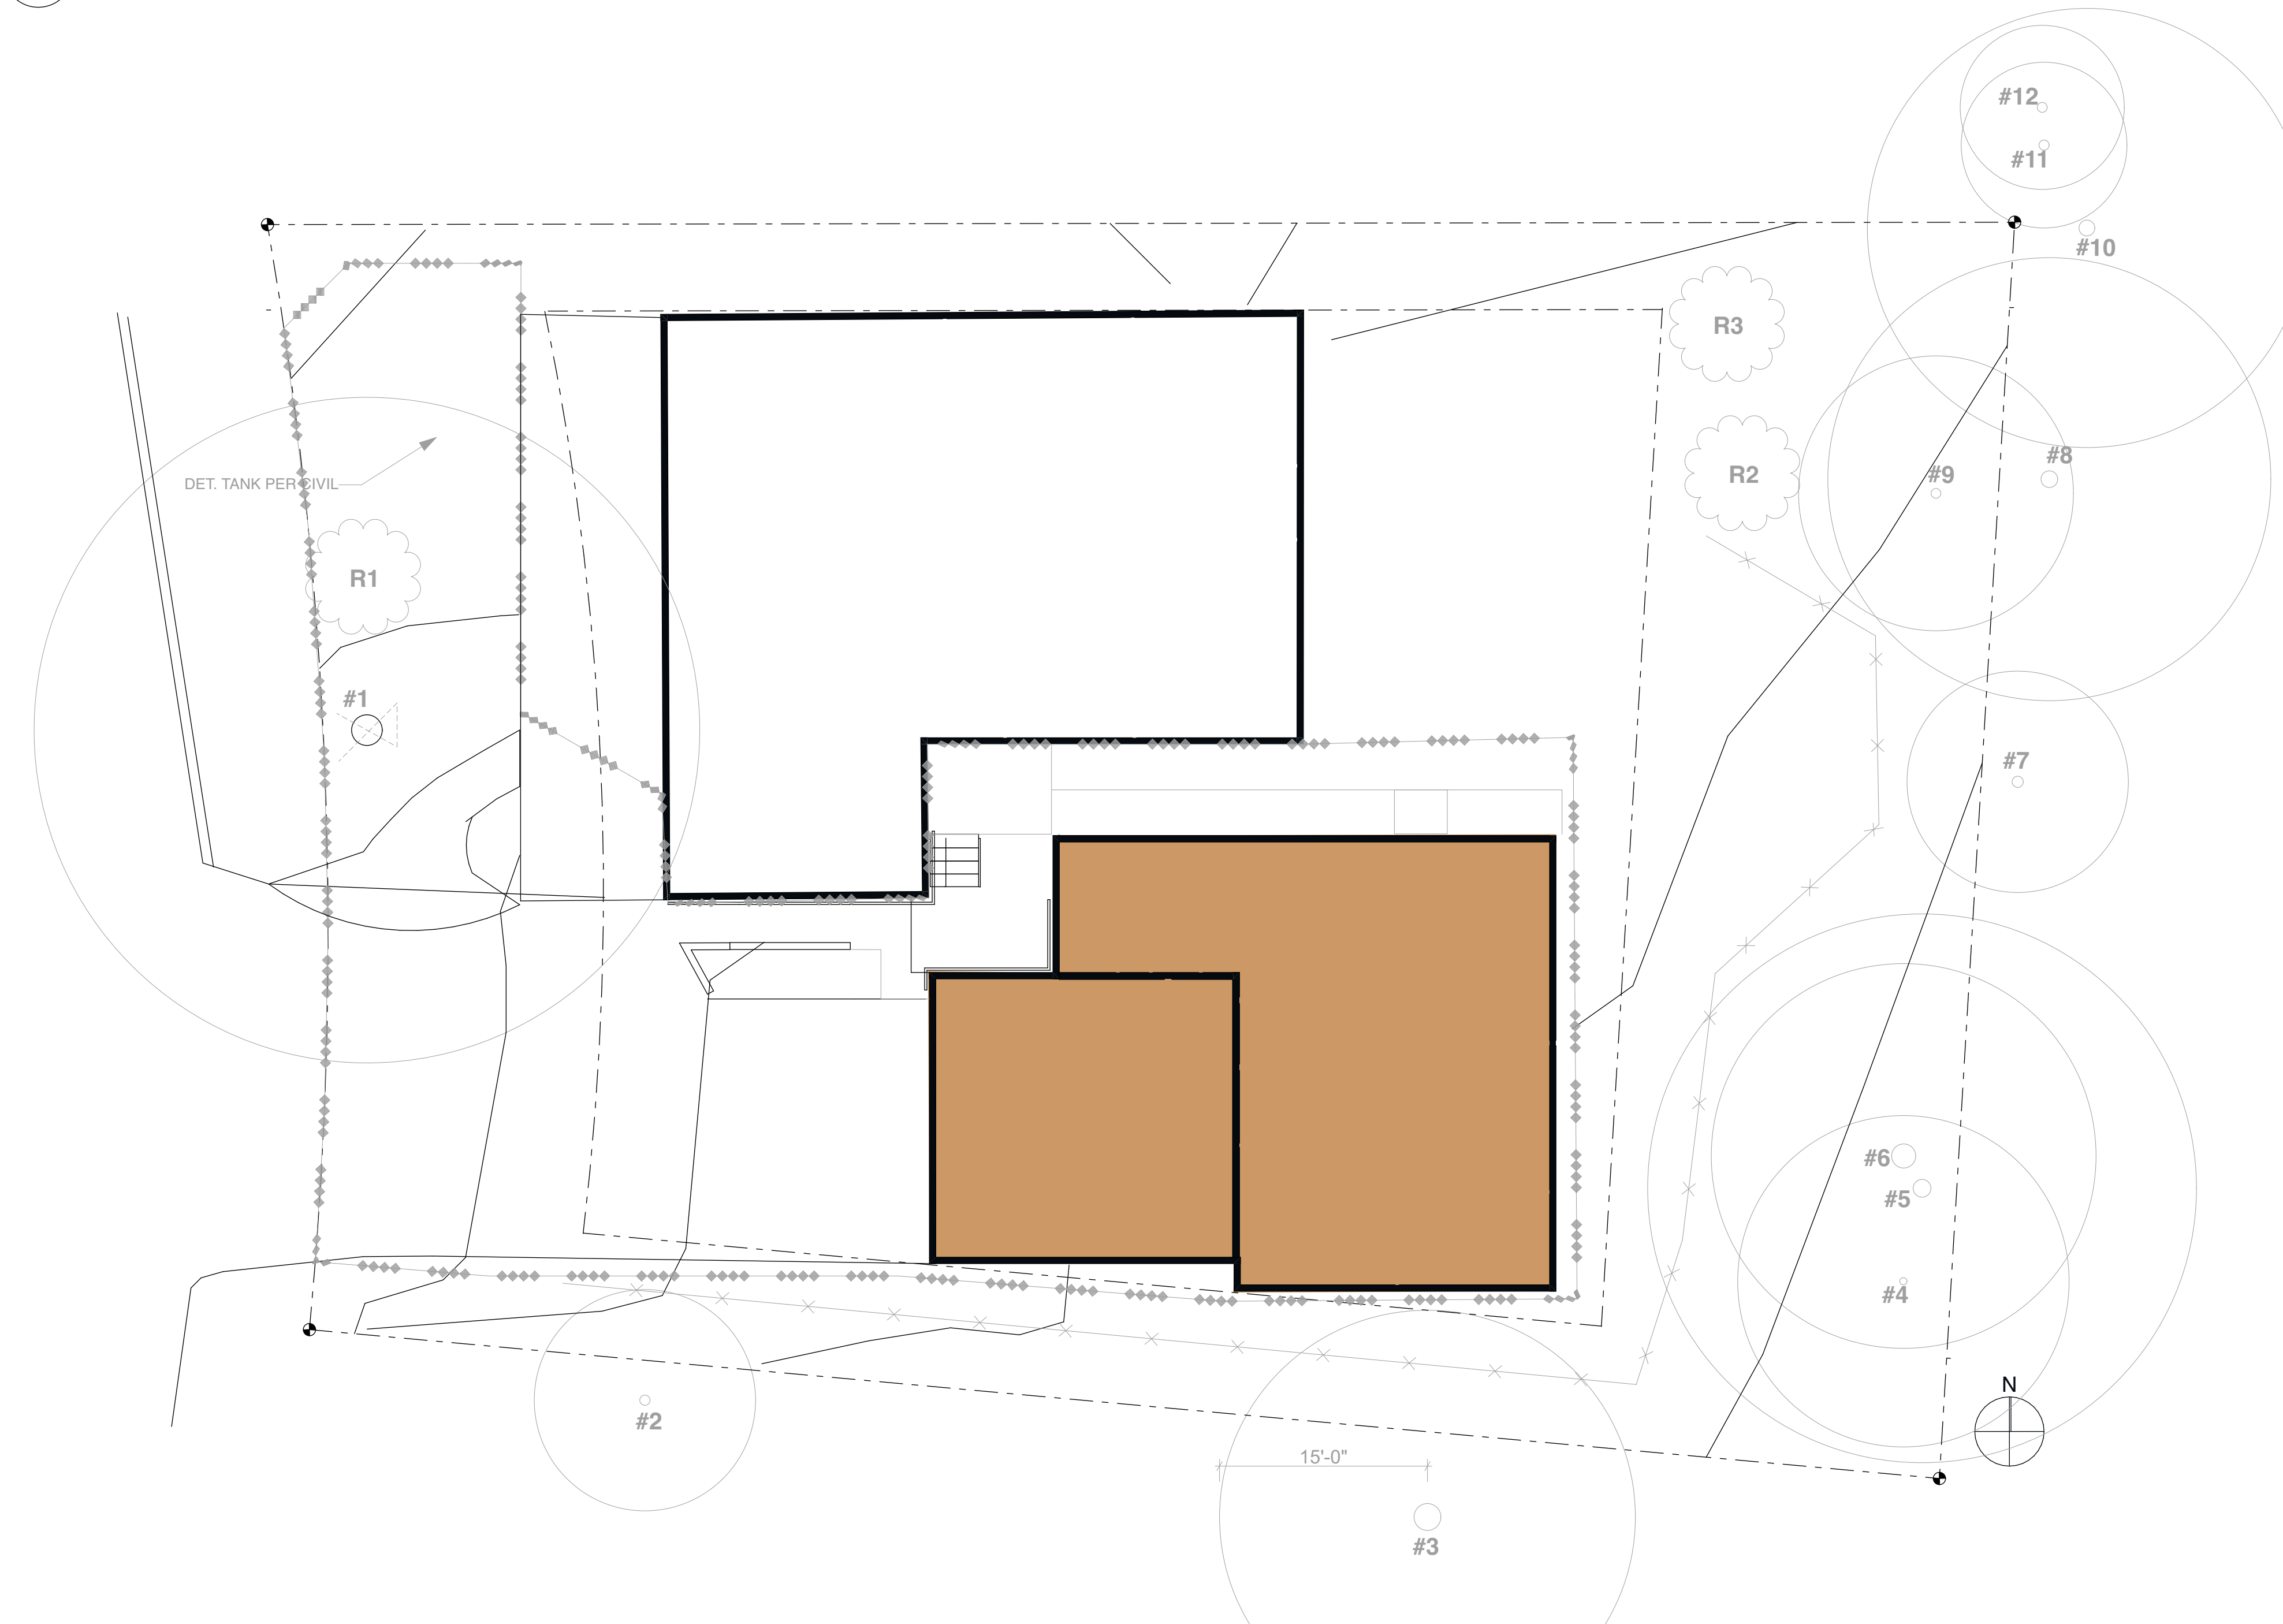 #12
#11
#10
R3
#8
R2
#9
DET. TANK PER CIVIL
R1
#1
#7
#6
#5
#4
N
#2
15'-0"
#3